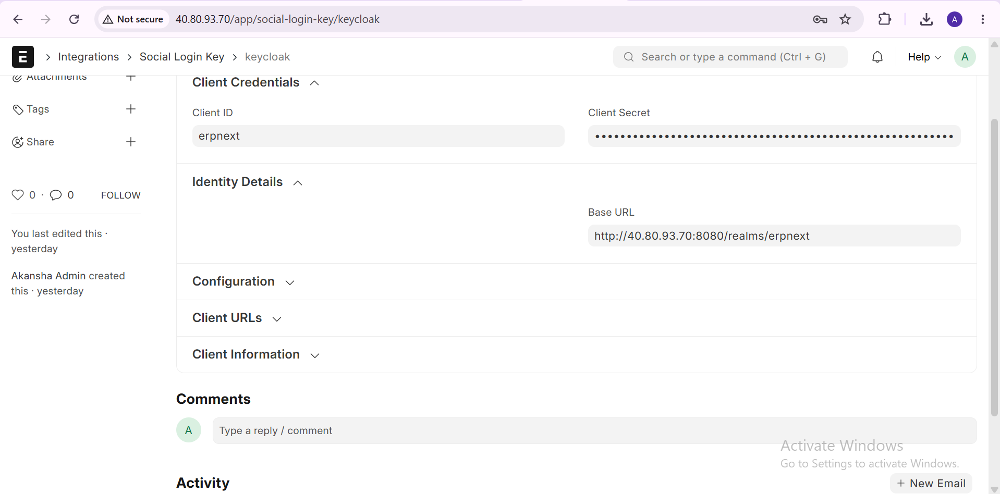 Not secure
40.80.93.70/app/social-login-key/keycloak
A
E
Integrations
Social Login Key
keycloak
Search or type a command (Ctrl + G)
Help
A
Attachments
Tags
Share
0 · 0
FOLLOW
You last edited this ·
yesterday
Akansha Admin created
this · yesterday
Client Credentials
Client ID
Client Secret
erpnext
••••••••••••••••••••••••••••••••••••••••••••••••••••••••
Identity Details
Base URL
http://40.80.93.70:8080/realms/erpnext
Configuration
Client URLs
Client Information
Comments
A
Type a reply / comment
Activity
+ New Email
Activate Windows
Go to Settings to activate Windows.